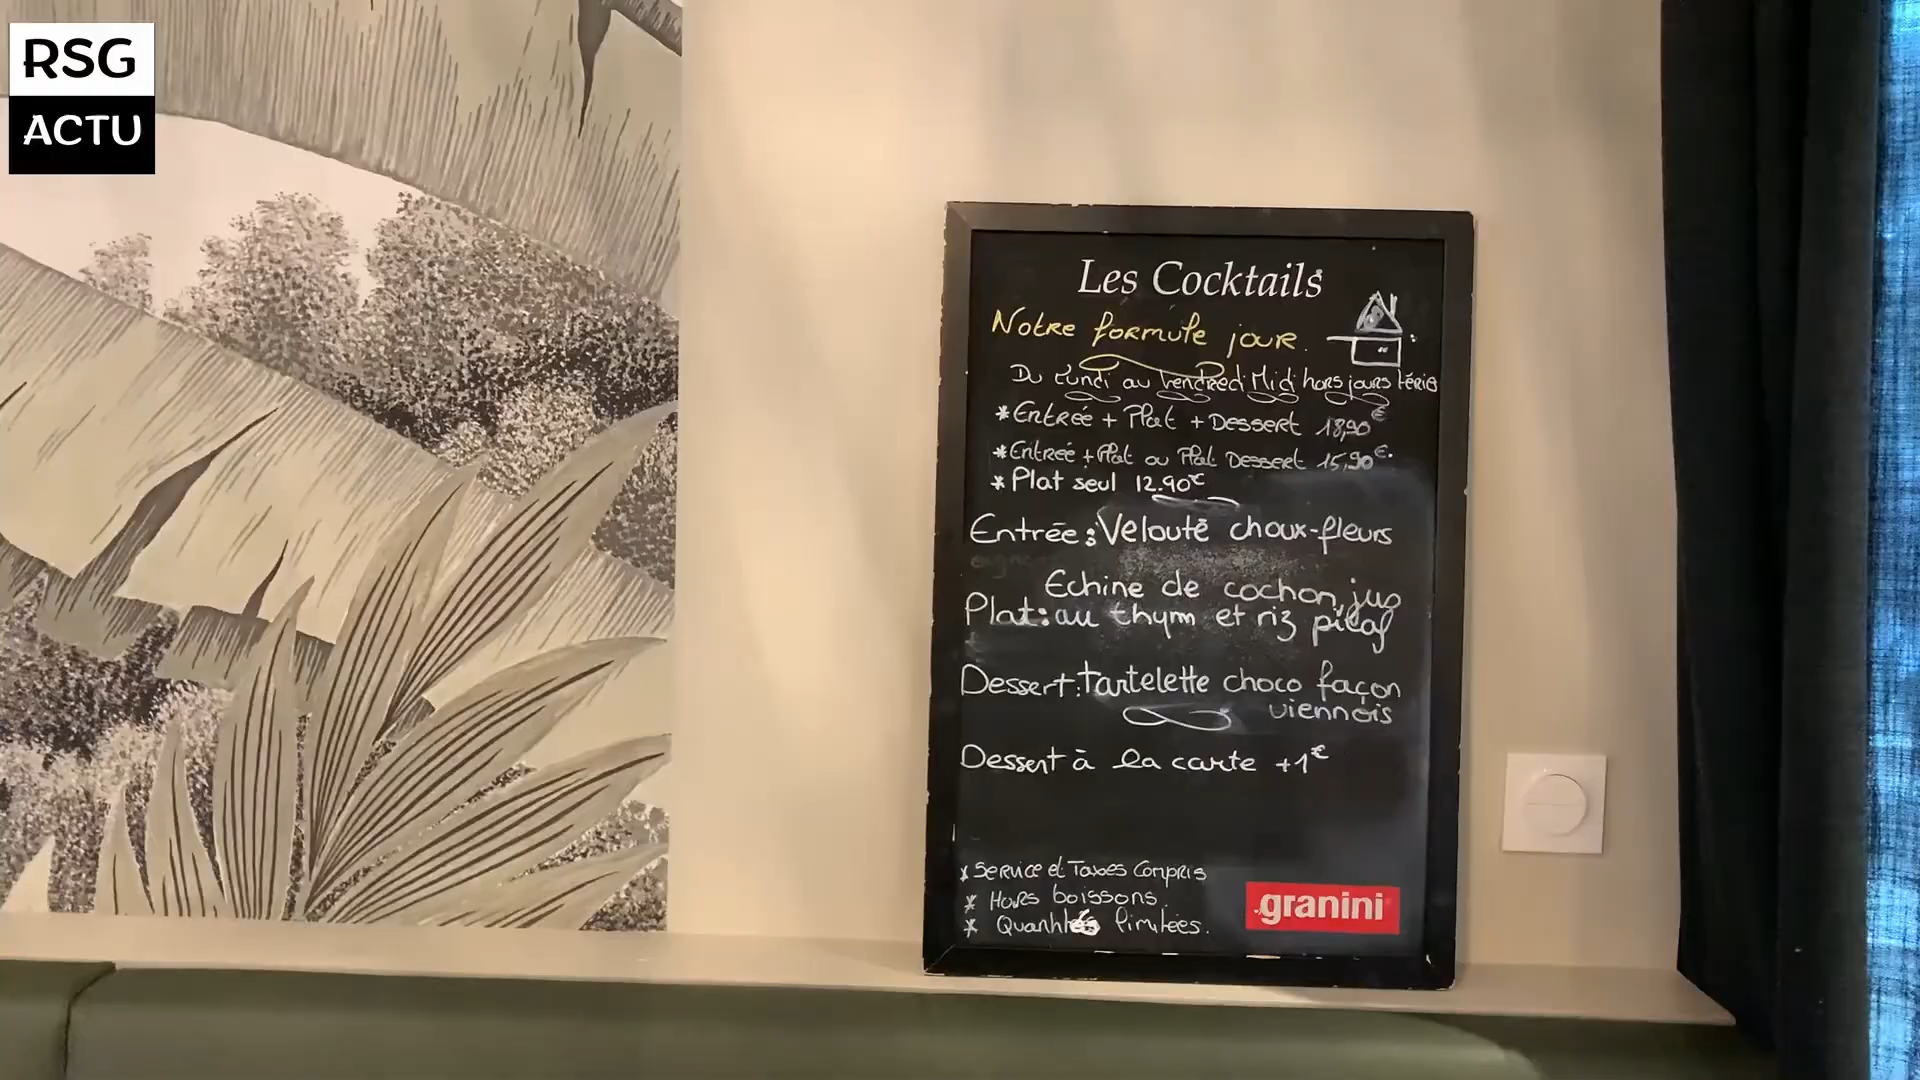 RSG
ACTU
Les Cocktails
Notre formule jour.
Du Lundi au Vendredi Midi hors jours férié
*Entrée + Plat + Dessert 18,90€
*Entrée + Plat ou Plat Dessert 15,90€.
* Plat seul 12.90€
Entrée : Velouté choux-fleurs
Echine de cochon, jus
Plat: au thym et riz pilaf
Dessert: tartelette choco façon
viennois
Dessert à la carte +1€
* Service et Taxes Compris
* Hors boissons.
* Quantités limitées.
granini